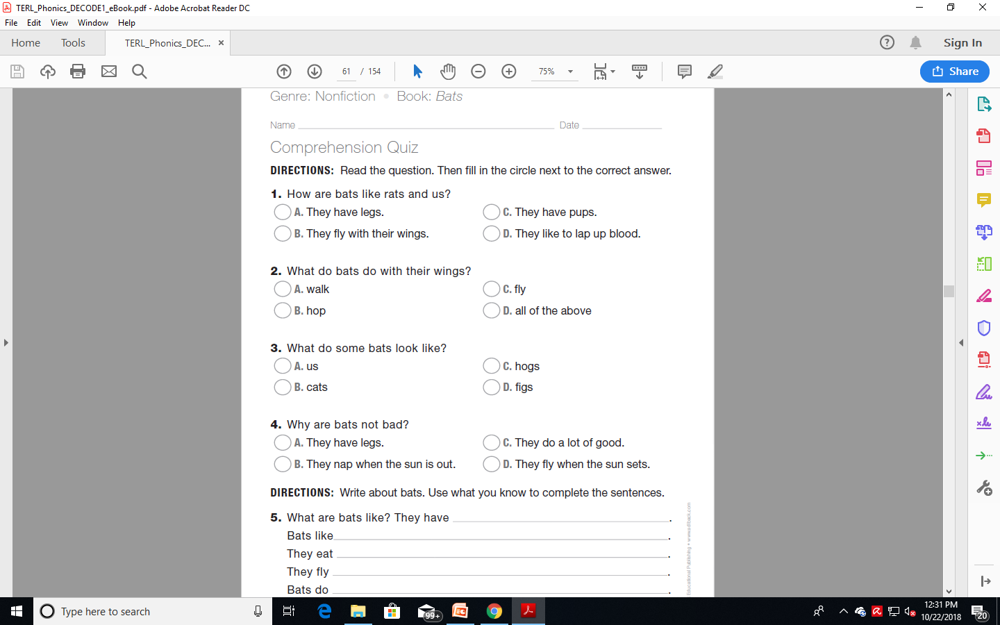 TERL_Phonics_DECODE1_eBook.pdf - Adobe Acrobat Reader DC
File Edit View Window Help
Home Tools TERL_Phonics_DEC... × Sign In
61 / 154 75% Share
Genre: Nonfiction • Book: Bats
Name Date
Comprehension Quiz
DIRECTIONS: Read the question. Then fill in the circle next to the correct answer.
1. How are bats like rats and us?
A. They have legs. C. They have pups.
B. They fly with their wings. D. They like to lap up blood.
2. What do bats do with their wings?
A. walk C. fly
B. hop D. all of the above
3. What do some bats look like?
A. us C. hogs
B. cats D. figs
4. Why are bats not bad?
A. They have legs. C. They do a lot of good.
B. They nap when the sun is out. D. They fly when the sun sets.
DIRECTIONS: Write about bats. Use what you know to complete the sentences.
5. What are bats like? They have .
Bats like .
They eat .
They fly .
Bats do .
Educational Publishing • www.sdlback.com
Type here to search
99+
12:31 PM
10/22/2018
20